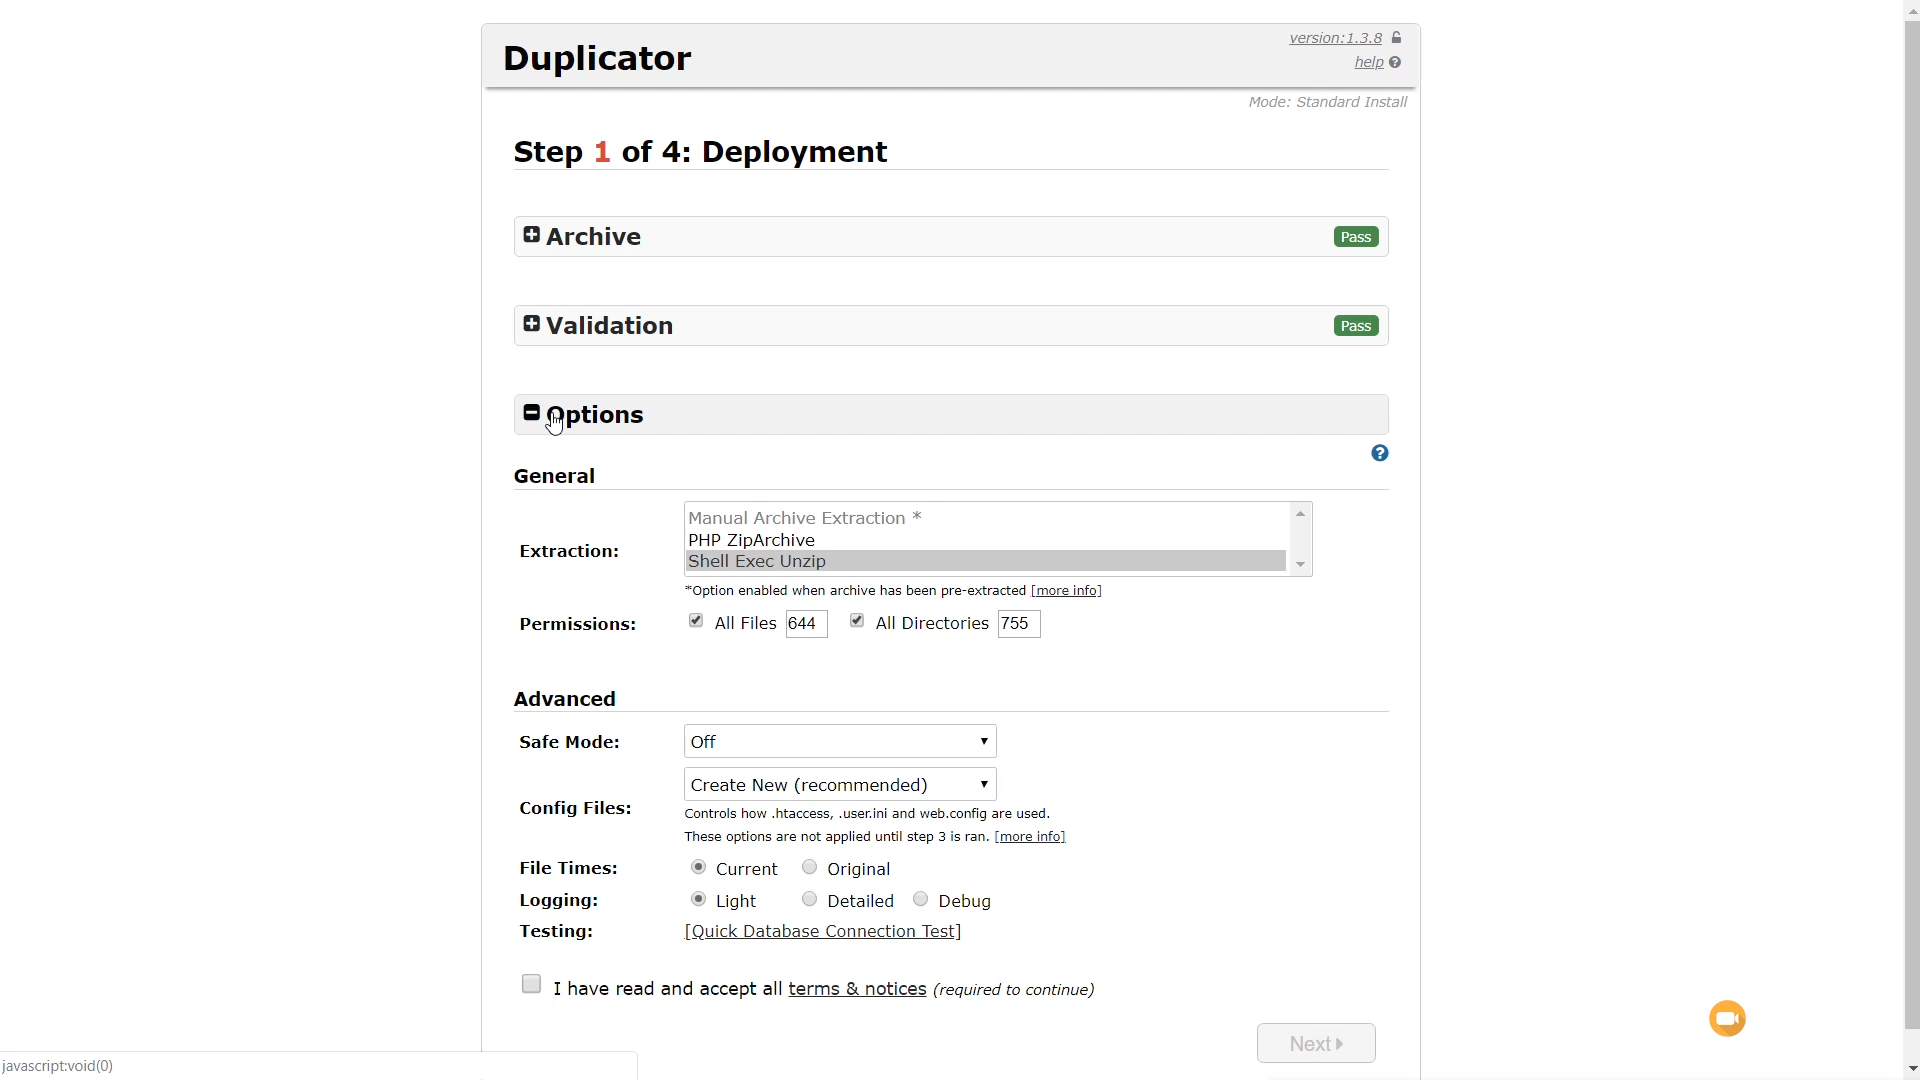 Duplicator
version:1.3.8
help
Mode: Standard Install
Step 1 of 4: Deployment
Archive
Pass
Validation
Pass
Options
General
Extraction:
Manual Archive Extraction *
PHP ZipArchive
Shell Exec Unzip
*Option enabled when archive has been pre-extracted [more info]
Permissions: All Files 644 All Directories 755
Advanced
Safe Mode: Off
Config Files: Create New (recommended)
Controls how .htaccess, .user.ini and web.config are used.
These options are not applied until step 3 is ran. [more info]
File Times: Current Original
Logging: Light Detailed Debug
Testing: [Quick Database Connection Test]
I have read and accept all terms & notices (required to continue)
Next
javascript:void(0)